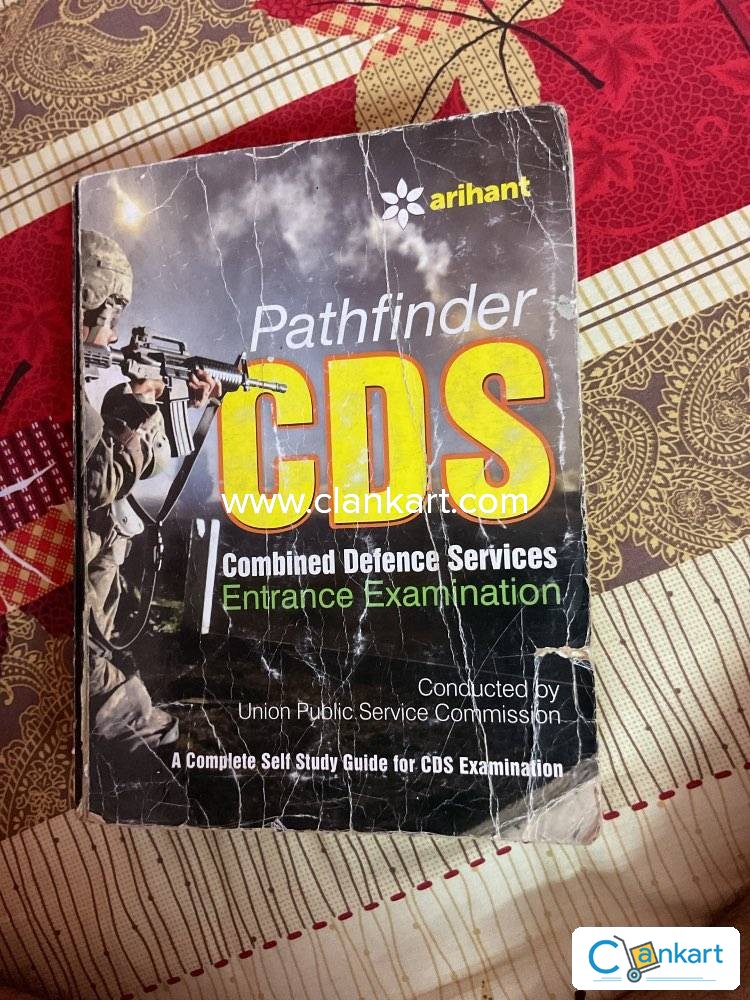 arihant
Pathfinder
CDS
www.clankart.com
Combined Defence Services
Entrance Examination
Conducted by
Union Public Service Commission
A Complete Self Study Guide for CDS Examination
Clankart